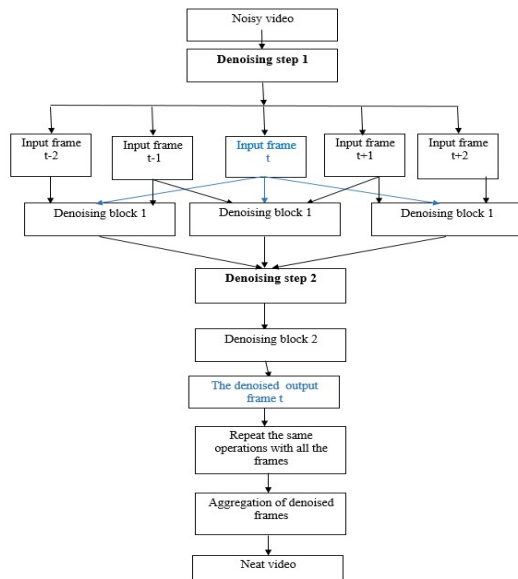 Noisy video
Denoising step 1
Input frame
t-2
Input frame
t-1
Input frame
t
Input frame
t+1
Input frame
t+2
Denoising block 1
Denoising block 1
Denoising block 1
Denoising step 2
Denoising block 2
The denoised output
frame t
Repeat the same
operations with all the
frames
Aggregation of denoised
frames
Neat video